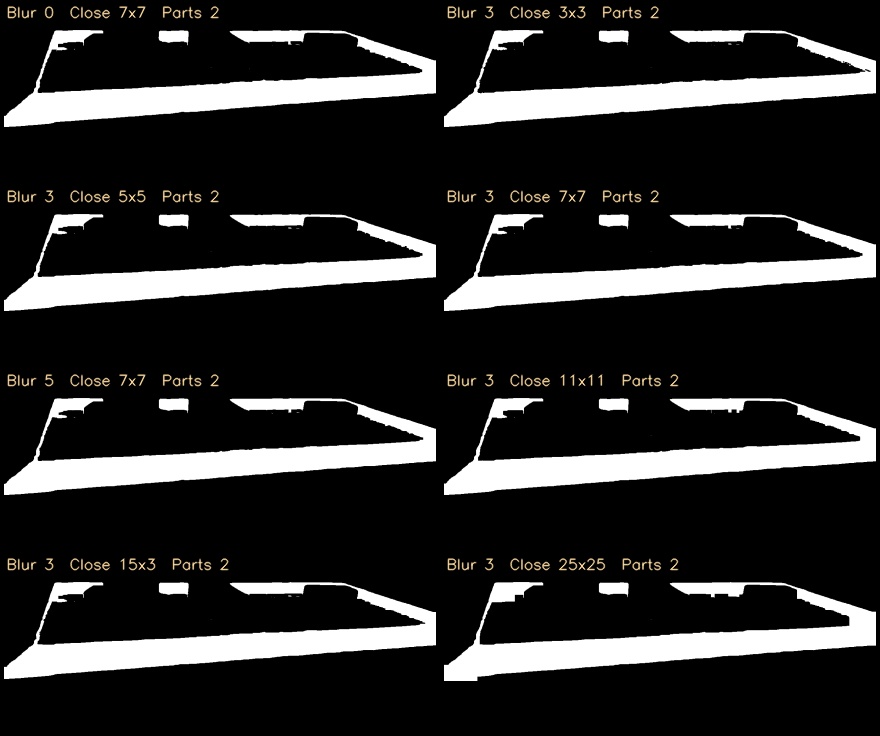 Blur 0 Close 7x7 Parts 2
Blur 3 Close 3x3 Parts 2
Blur 3 Close 5x5 Parts 2
Blur 3 Close 7x7 Parts 2
Blur 5 Close 7x7 Parts 2
Blur 3 Close 11x11 Parts 2
Blur 3 Close 15x3 Parts 2
Blur 3 Close 25x25 Parts 2